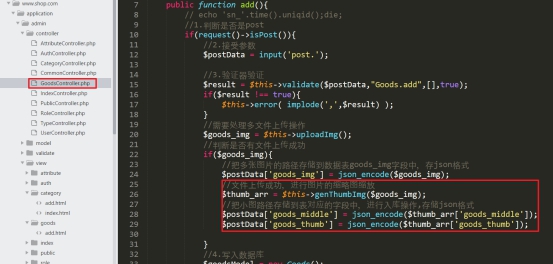 www.shop.com
application
admin
controller
AttributeController.php
AuthController.php
CategoryController.php
CommonController.php
GoodsController.php
IndexController.php
PublicController.php
RoleController.php
TypeController.php
UserController.php
model
validate
view
attribute
auth
category
add.html
index.html
goods
add.html
index
public
role
7 public function add(){
8 // echo 'sn_'.time().uniqid();die;
9 //1.判断是否是post
10 if(request()->isPost()){
11 //2.接受参数
12 $postData = input('post.');
13
14 //3.验证器验证
15 $result = $this->validate($postData,"Goods.add",[],true);
16 if($result !== true){
17 $this->error( implode(',',$result) );
18 }
19 //需要处理多文件上传操作
20 $goods_img = $this->uploadImg();
21 //判断是否有文件上传成功
22 if($goods_img){
23 //把多张图片的路径存储到数据表goods_img字段中，存json格式
24 $postData['goods_img'] = json_encode($goods_img);
25 //文件上传成功，进行图片的缩略图缩放
26 $thumb_arr = $this->genThumbImg($goods_img);
27 //把小图路径存储到表对应的字段中，进行入库操作,存储json格式
28 $postData['goods_middle'] = json_encode($thumb_arr['goods_middle']);
29 $postData['goods_thumb'] = json_encode($thumb_arr['goods_thumb']);
30
31 }
32 //4.写入数据库